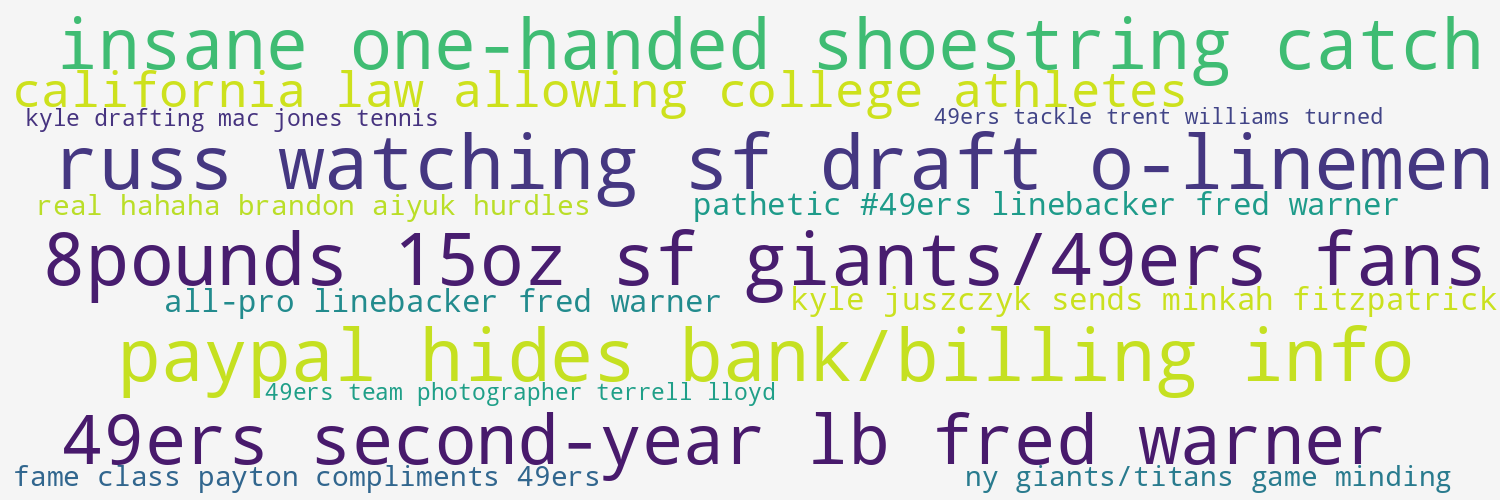 insane one-handed shoestring catch
california law allowing college athletes
kyle drafting mac jones tennis
49ers tackle trent williams turned
russ watching sf draft o-linemen
real hahaha brandon aiyuk hurdles
pathetic #49ers linebacker fred warner
8pounds 15oz sf giants/49ers fans
all-pro linebacker fred warner
kyle juszczyk sends minkah fitzpatrick
paypal hides bank/billing info
49ers team photographer terrell lloyd
49ers second-year lb fred warner
fame class payton compliments 49ers
ny giants/titans game minding